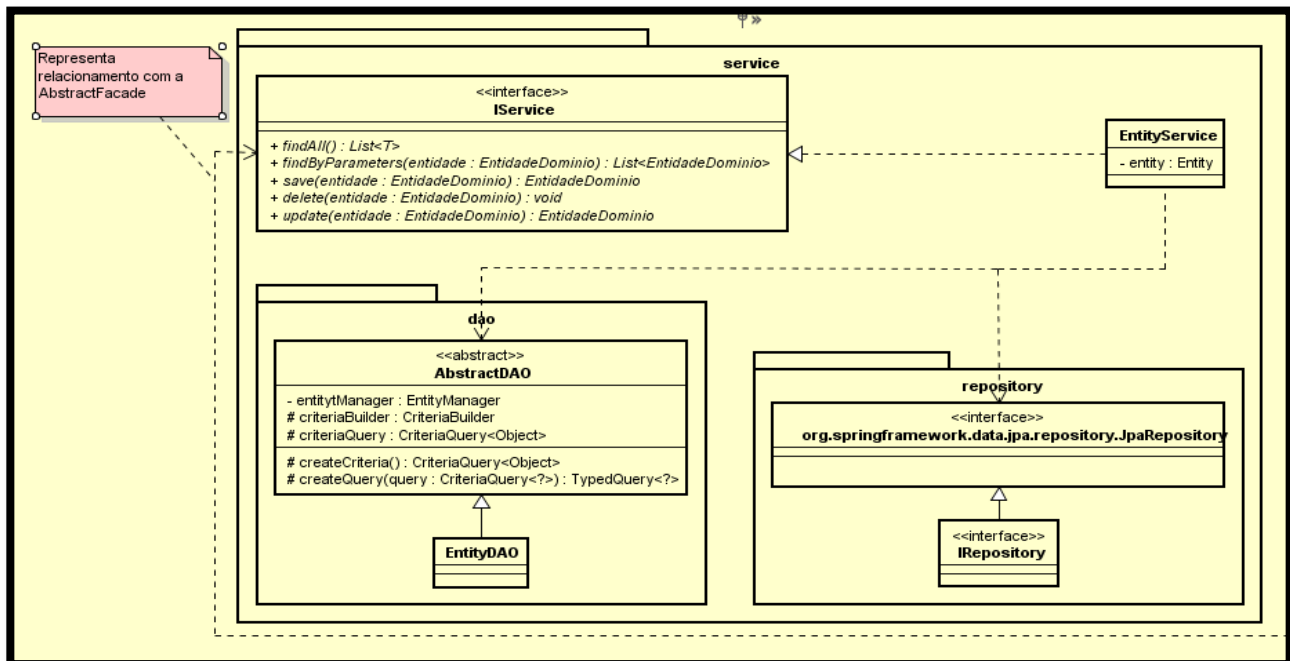 Representa
relacionamento com a
AbstractFacade
service
<<interface>>
IService
+ findAll() : List<T>
+ findByParameters(entidade : EntidadeDominio) : List<EntidadeDominio>
+ save(entidade : EntidadeDominio) : EntidadeDominio
+ delete(entidade : EntidadeDominio) : void
+ update(entidade : EntidadeDominio) : EntidadeDominio
EntityService
- entity : Entity
dao
<<abstract>>
AbstractDAO
- entitytManager : EntityManager
# criteriaBuilder : CriteriaBuilder
# criteriaQuery : CriteriaQuery<Object>
# createCriteria() : CriteriaQuery<Object>
# createQuery(query : CriteriaQuery<?>) : TypedQuery<?>
EntityDAO
repository
<<interface>>
org.springframework.data.jpa.repository.JpaRepository
<<interface>>
IRepository